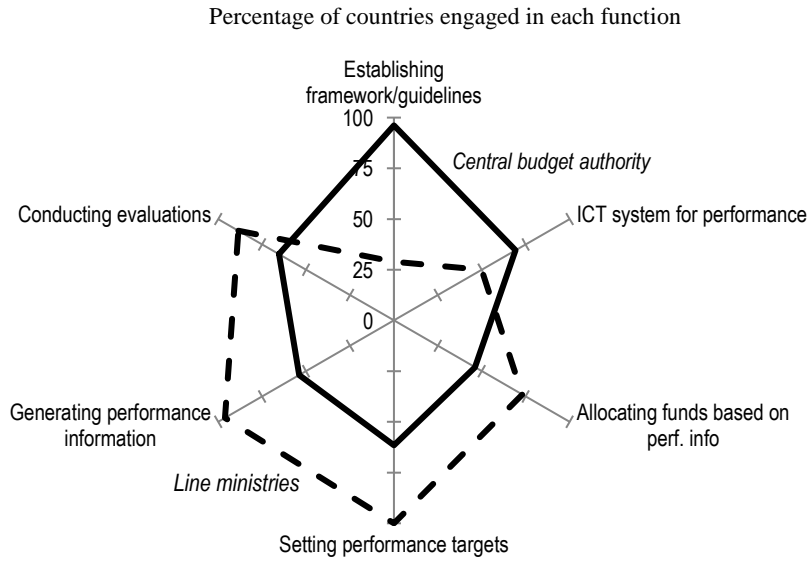 Percentage of countries engaged in each function
Establishing
framework/guidelines
100
Central budget authority
75
Conducting evaluations
ICT system for performance
50
25
0
Generating performance
information
Allocating funds based on
perf. info
Line ministries
Setting performance targets